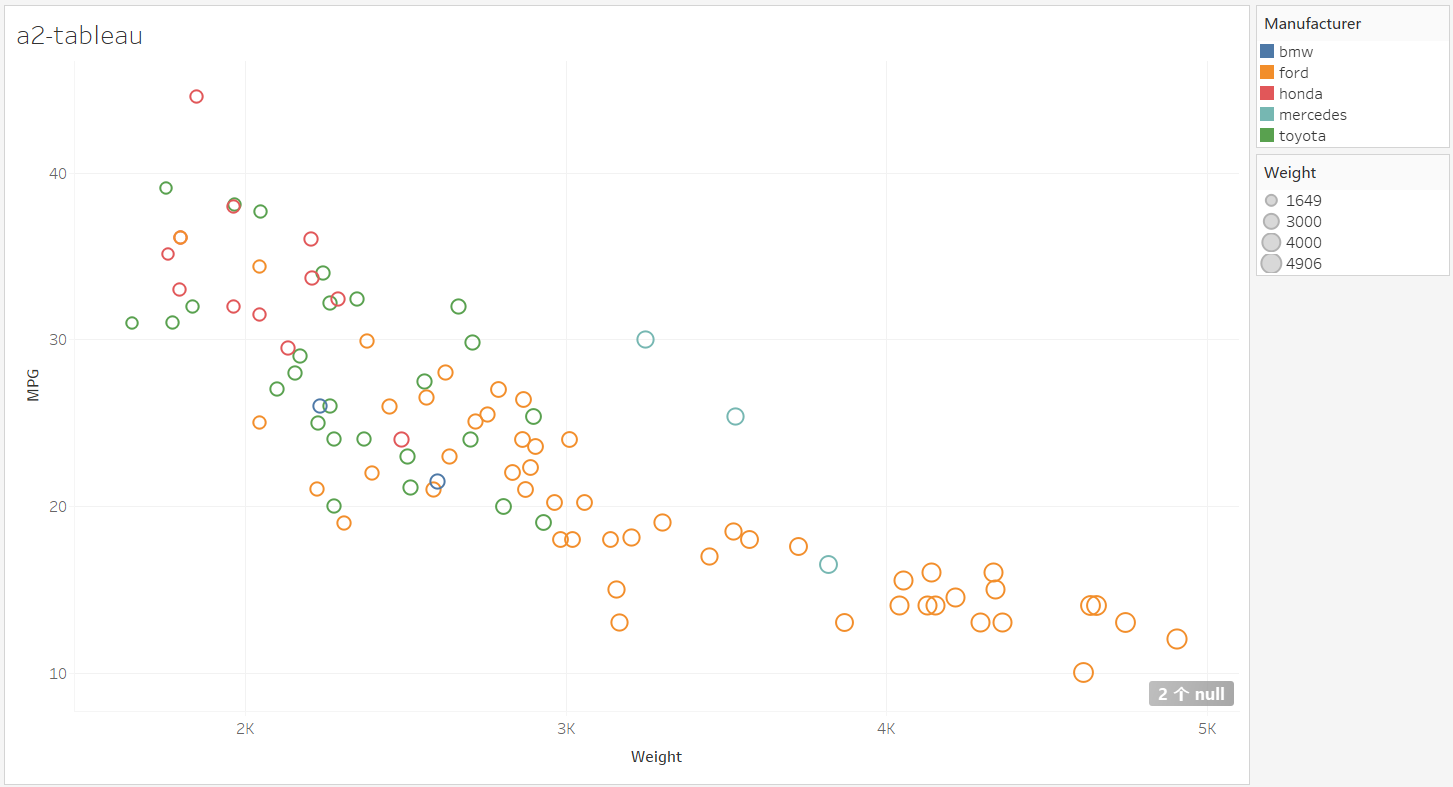 a2-tableau
MPG
40
30
20
10
2K
3K
4K
5K
Weight
2 个 null
Manufacturer
bmw
ford
honda
mercedes
toyota
Weight
1649
3000
4000
4906